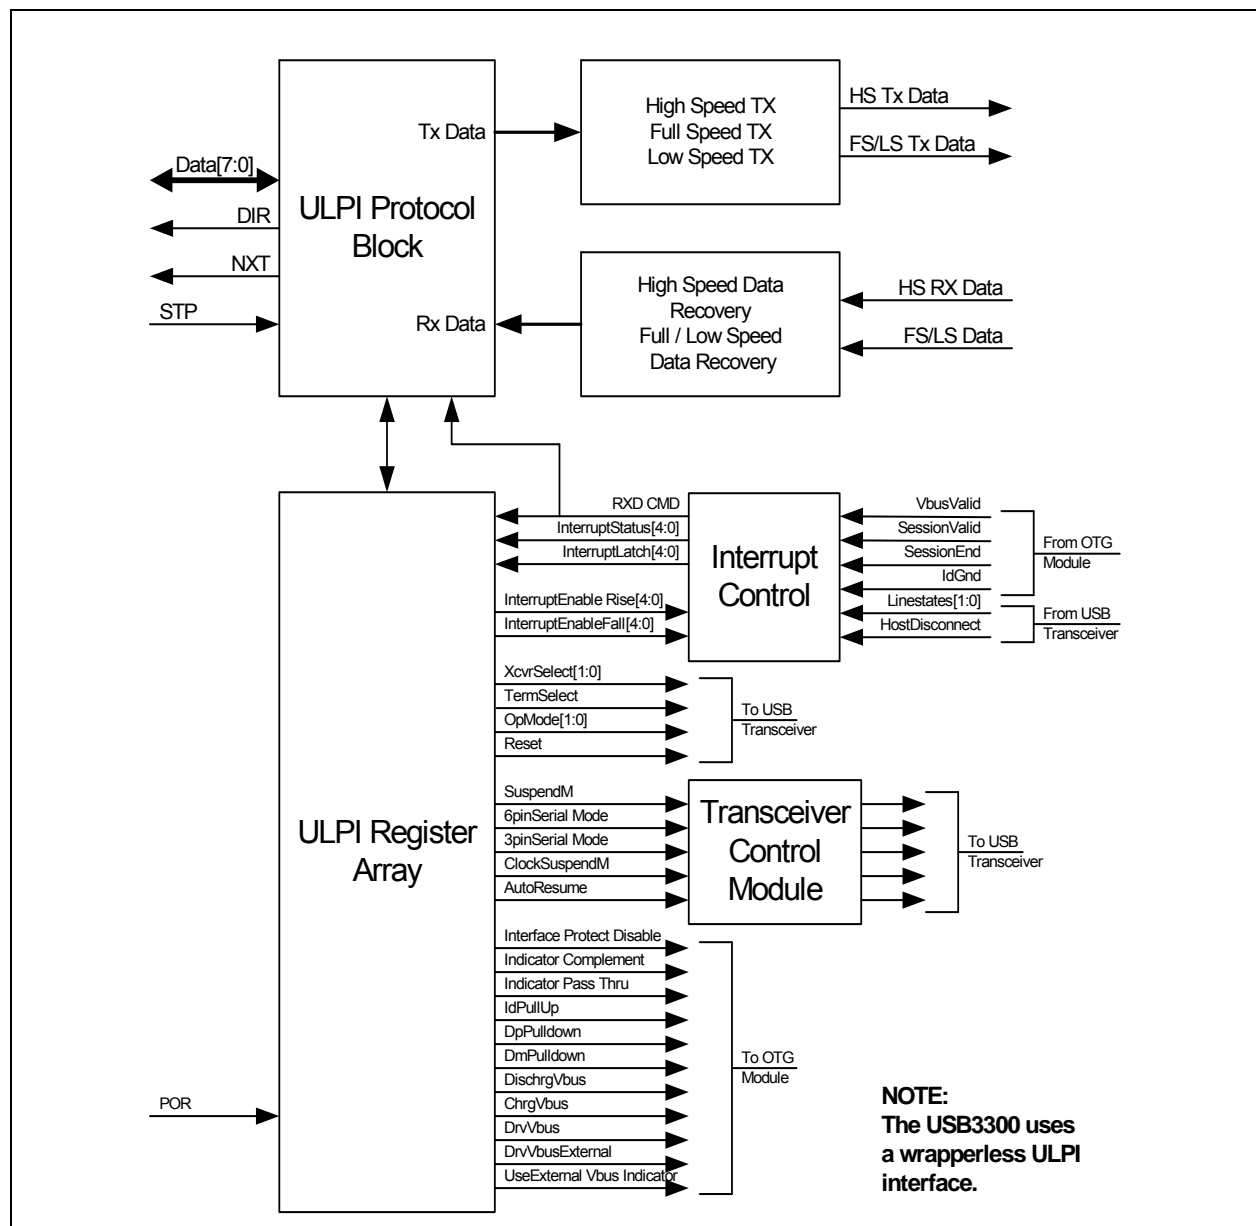 High Speed TX
Full Speed TX
Low Speed TX
HS Tx Data
FS/LS Tx Data
Tx Data
Data[7:0]
ULPI Protocol
Block
DIR
NXT
STP
Rx Data
High Speed Data
Recovery
Full / Low Speed
Data Recovery
HS RX Data
FS/LS Data
RXD CMD
InterruptStatus[4:0]
InterruptLatch[4:0]
InterruptEnable Rise[4:0]
InterruptEnableFall[4:0]
Interrupt
Control
VbusValid
SessionValid
SessionEnd
IdGnd
Linestates[1:0]
HostDisconnect
From OTG
Module
From USB
Transceiver
XcvrSelect[1:0]
TermSelect
OpMode[1:0]
Reset
To USB
Transceiver
ULPI Register
Array
SuspendM
6pinSerial Mode
3pinSerial Mode
ClockSuspendM
AutoResume
Transceiver
Control
Module
To USB
Transceiver
Interface Protect Disable
Indicator Complement
Indicator Pass Thru
IdPullUp
DpPulldown
DmPulldown
DischrgVbus
ChrgVbus
DrvVbus
DrvVbusExternal
UseExternal Vbus Indicator
To OTG
Module
POR
NOTE:
The USB3300 uses
a wrapperless ULPI
interface.